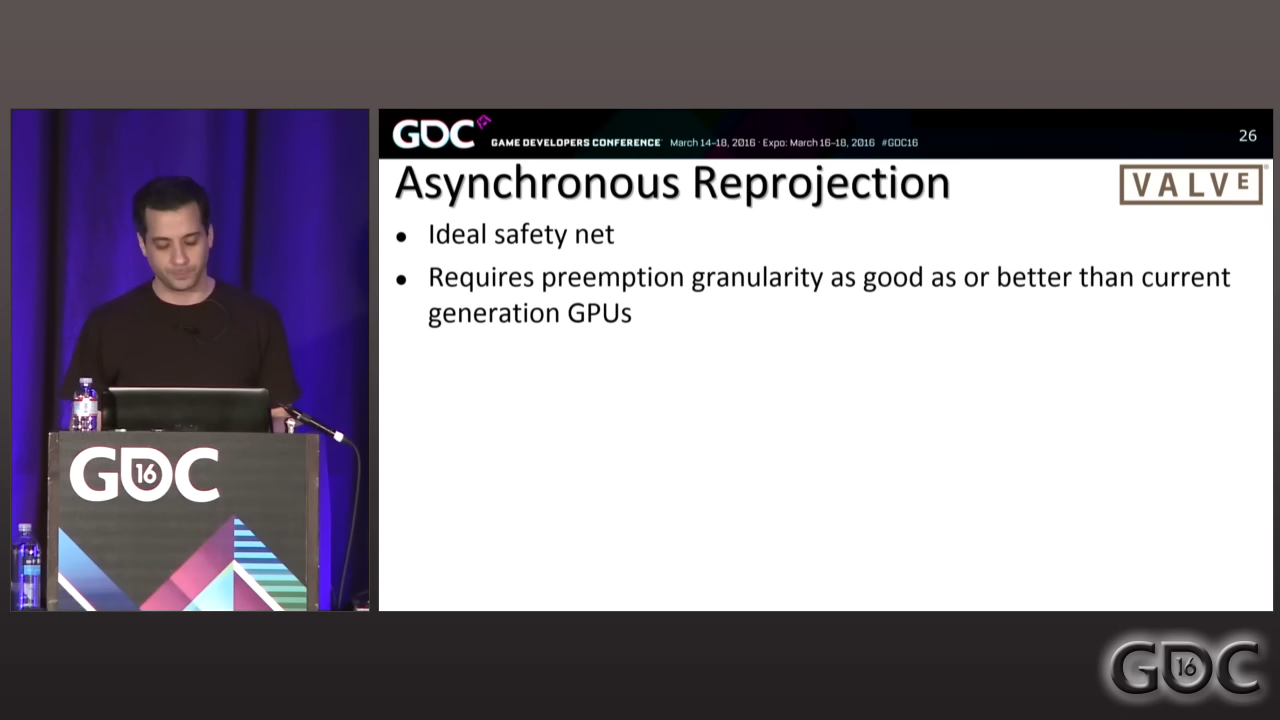 GDC
GAME DEVELOPERS CONFERENCE March 14–18, 2016 · Expo: March 16–18, 2016 #GDC16
26
Asynchronous Reprojection
VALVE
• Ideal safety net
• Requires preemption granularity as good as or better than current
generation GPUs
GDC
16
GDC
16